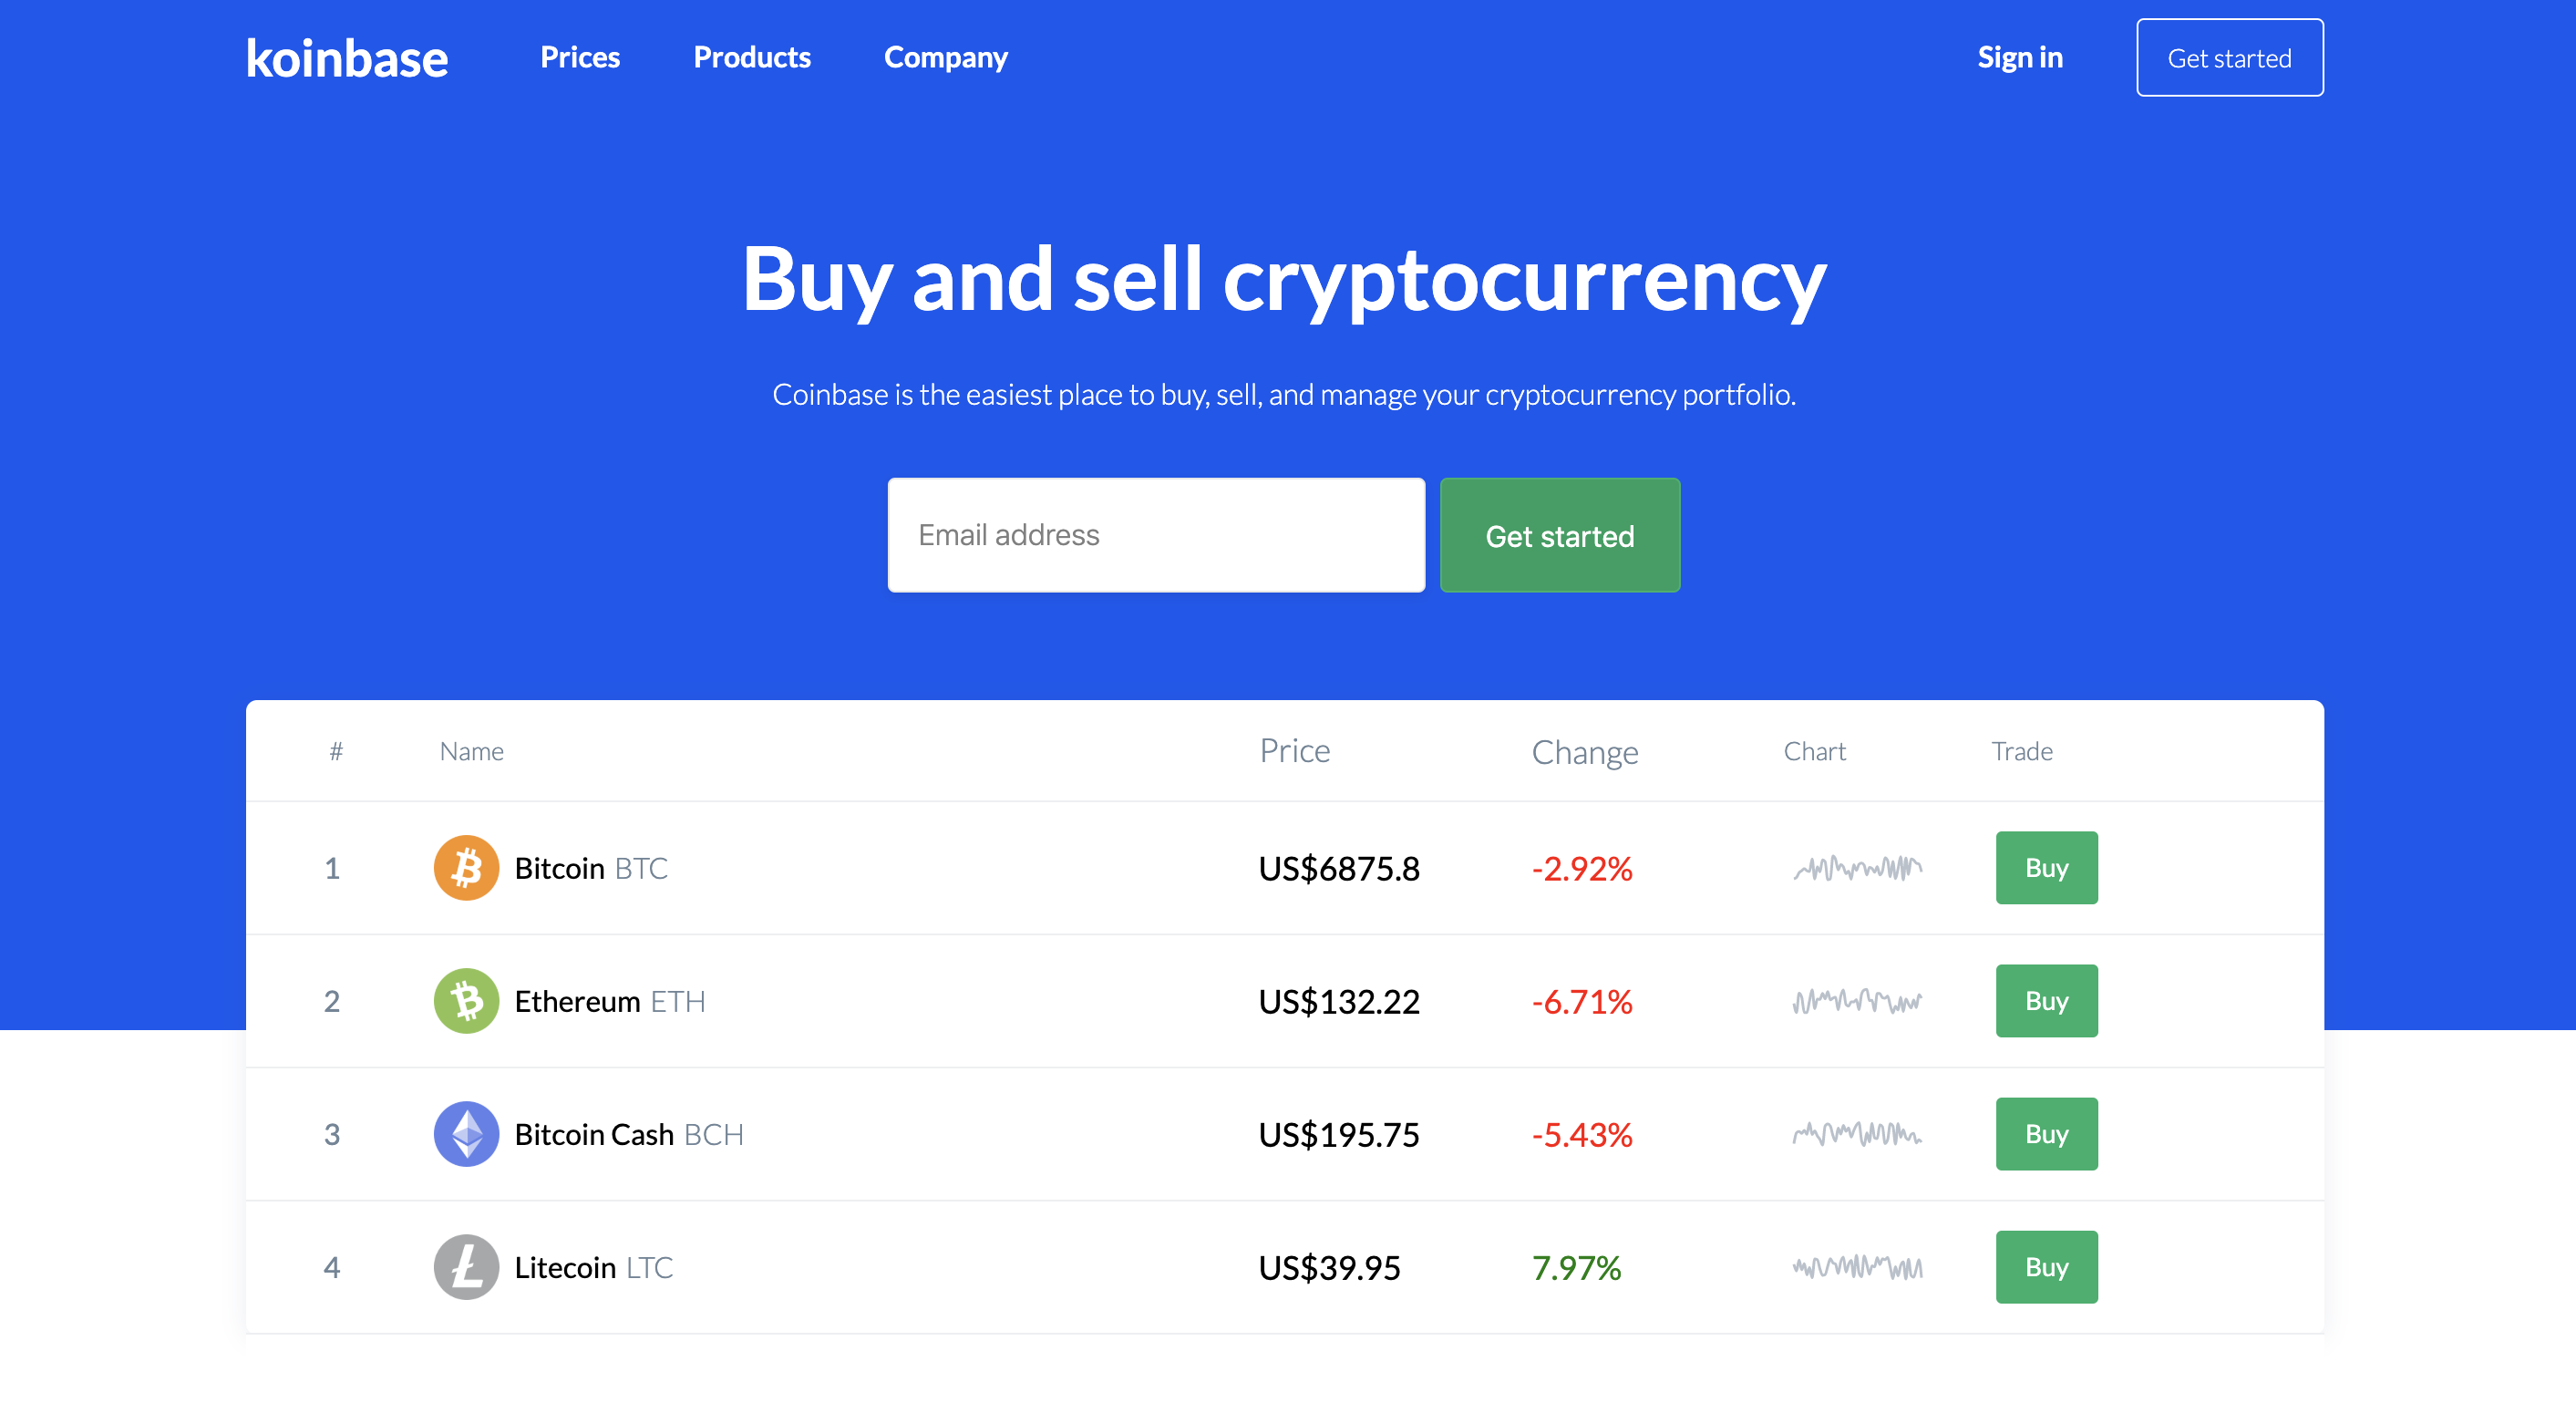 koinbase Prices Products Company Sign in Get started
Buy and sell cryptocurrency
Coinbase is the easiest place to buy, sell, and manage your cryptocurrency portfolio.
Email address Get started
# Name Price Change Chart Trade
1 Bitcoin BTC US$6875.8 -2.92% Buy
2 Ethereum ETH US$132.22 -6.71% Buy
3 Bitcoin Cash BCH US$195.75 -5.43% Buy
4 Litecoin LTC US$39.95 7.97% Buy